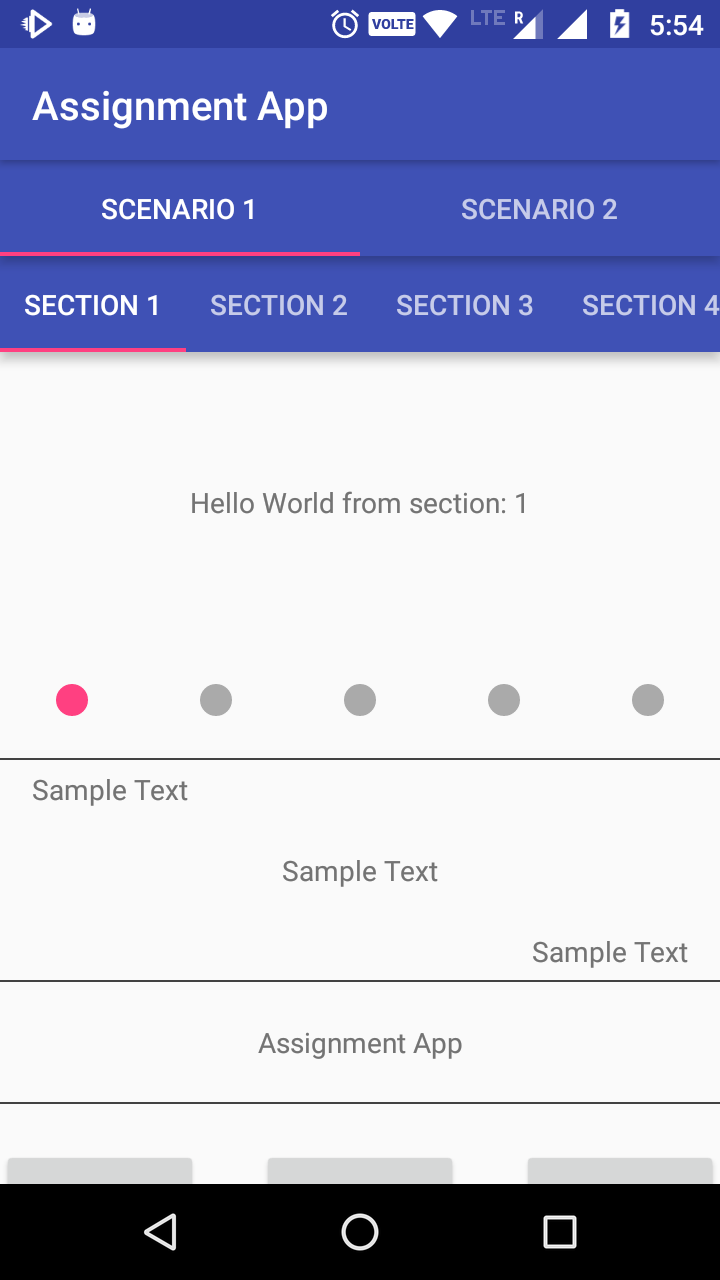 VOLTE LTE R 5:54
Assignment App
SCENARIO 1 SCENARIO 2
SECTION 1 SECTION 2 SECTION 3 SECTION 4
Hello World from section: 1
Sample Text
Sample Text
Sample Text
Assignment App